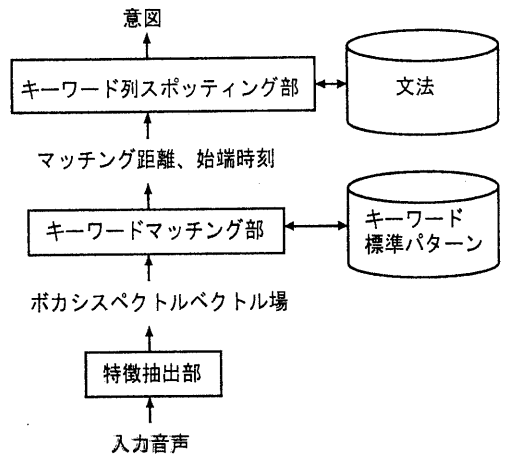 意図
キーワード列スポッティング部
文法
マッチング距離、始端時刻
キーワードマッチング部
キーワード
標準パターン
ボカシスペクトルベクトル場
特徴抽出部
入力音声